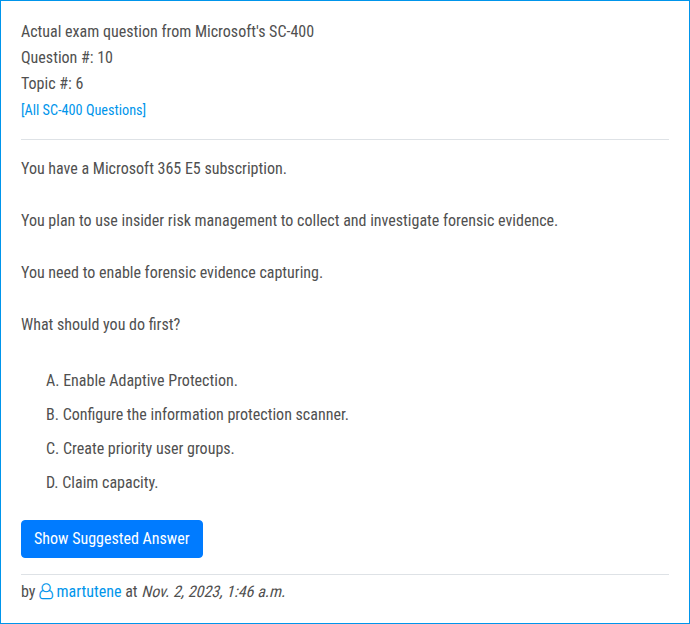 Actual exam question from Microsoft's SC-400
Question #: 10
Topic #: 6
[All SC-400 Questions]
You have a Microsoft 365 E5 subscription.
You plan to use insider risk management to collect and investigate forensic evidence.
You need to enable forensic evidence capturing.
What should you do first?
A. Enable Adaptive Protection.
B. Configure the information protection scanner.
C. Create priority user groups.
D. Claim capacity.
Show Suggested Answer
by martutene at Nov. 2, 2023, 1:46 a.m.